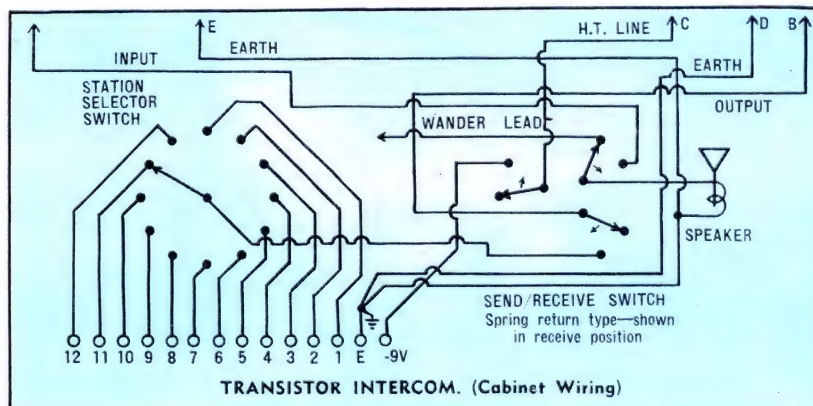 E
H.T. LINE
C
D
B
INPUT
EARTH
EARTH
STATION
SELECTOR
SWITCH
OUTPUT
WANDER LEAD
SPEAKER
SEND/RECEIVE SWITCH
Spring return type—shown
in receive position
12 11 10 9 8 7 6 5 4 3 2 1 E -9V
TRANSISTOR INTERCOM. (Cabinet Wiring)